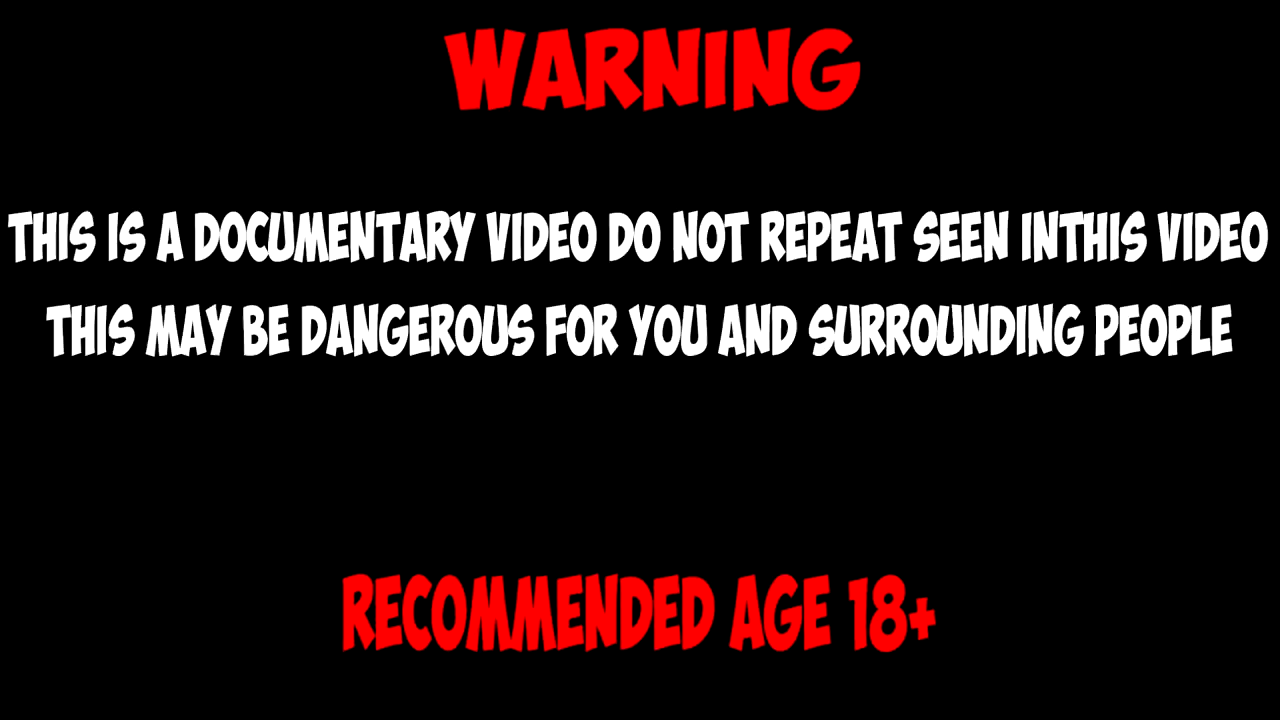 WARNING
THIS IS A DOCUMENTARY VIDEO DO NOT REPEAT SEEN INTHIS VIDEO
THIS MAY BE DANGEROUS FOR YOU AND SURROUNDING PEOPLE
RECOMMENDED AGE 18+